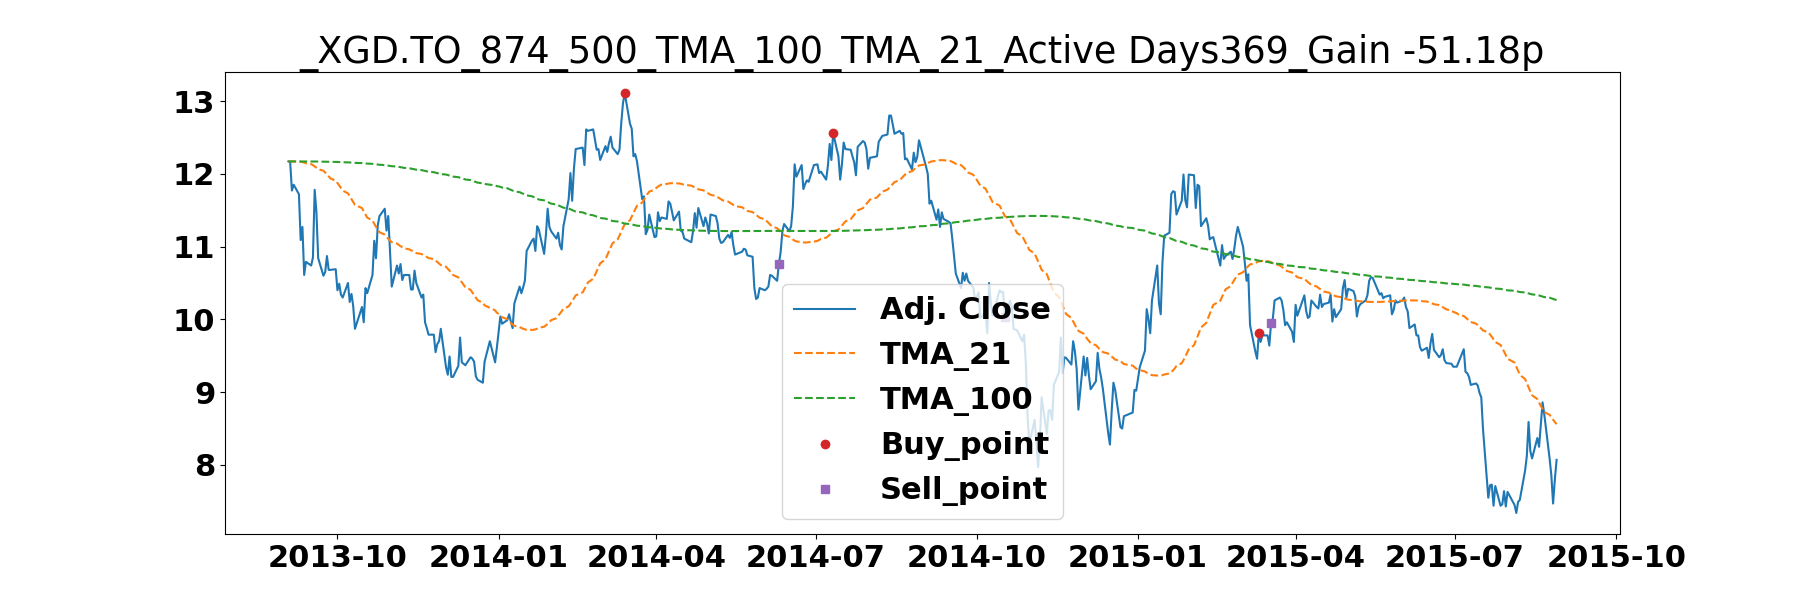 _XGD.TO_874_500_TMA_100_TMA_21_Active Days369_Gain -51.18p
13
12
11
10
9
8
Adj. Close
TMA_21
TMA_100
Buy_point
Sell_point
2013-10 2014-01 2014-04 2014-07 2014-10 2015-01 2015-04 2015-07 2015-10